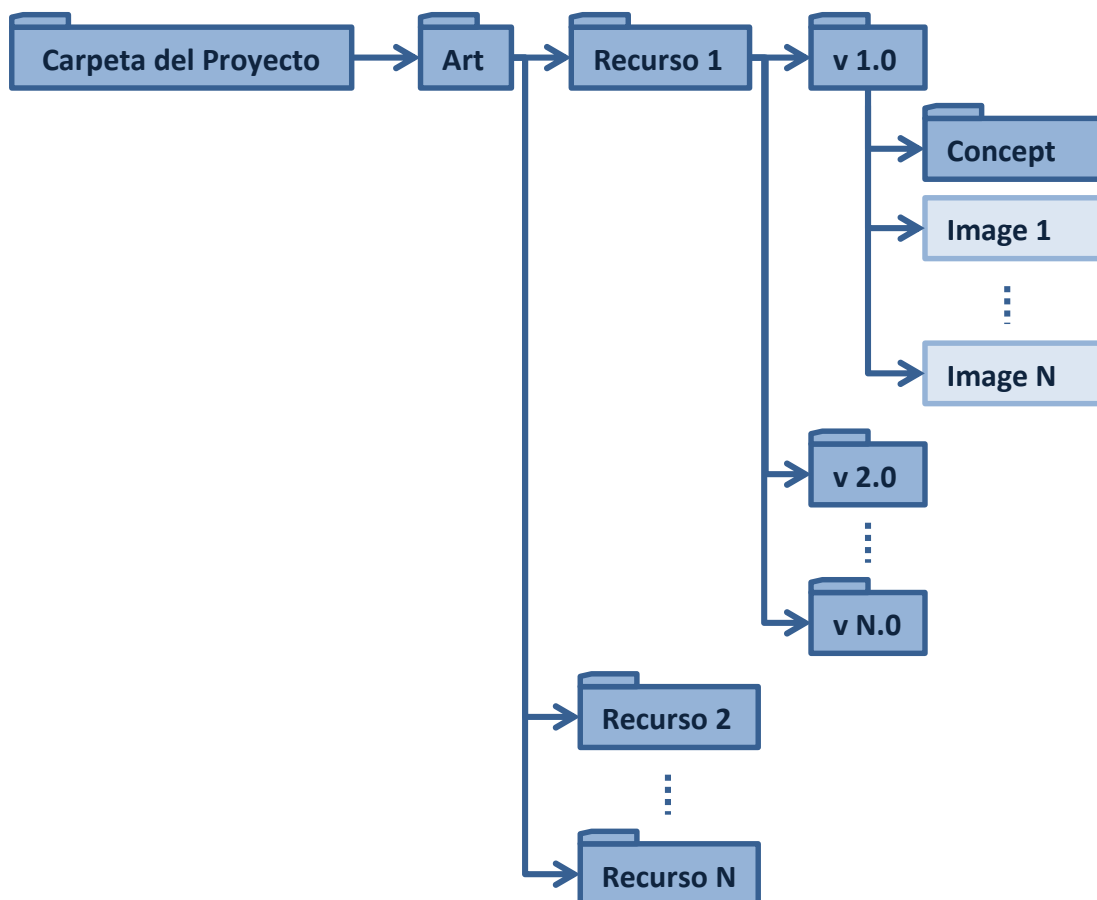 Carpeta del Proyecto
Art
Recurso 1
v 1.0
Concept
Image 1
Image N
v 2.0
v N.0
Recurso 2
Recurso N